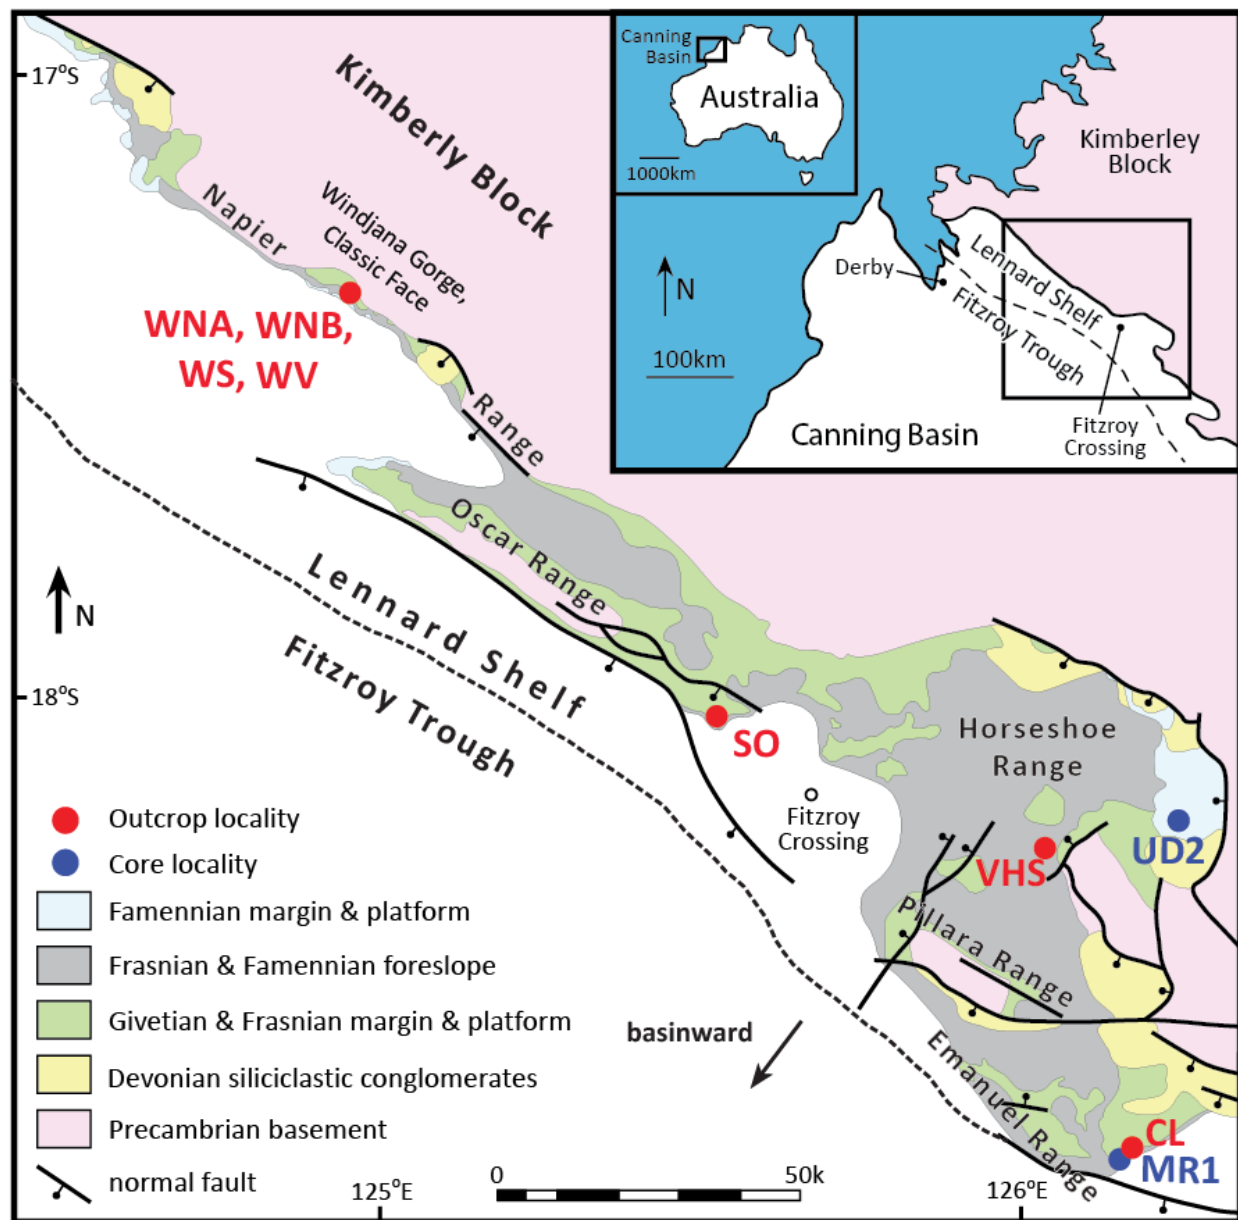 17°S
Kimberly Block
Canning
Basin
Australia
1000km
Kimberley
Block
Derby
Lennard Shelf
Fitzroy Trough
N
100km
Canning Basin
Fitzroy
Crossing
Napier
Windjana Gorge,
Classic Face
WNA, WNB,
WS, WV
Range
Oscar Range
Lennard Shelf
Fitzroy Trough
N
18°S
SO
Horseshoe
Range
Fitzroy
Crossing
VHS
UD2
Pillara Range
basinward
Emanuel Range
CL
MR1
Outcrop locality
Core locality
Famennian margin & platform
Frasnian & Famennian foreslope
Givetian & Frasnian margin & platform
Devonian siliciclastic conglomerates
Precambrian basement
normal fault
0
50k
125°E
126°E